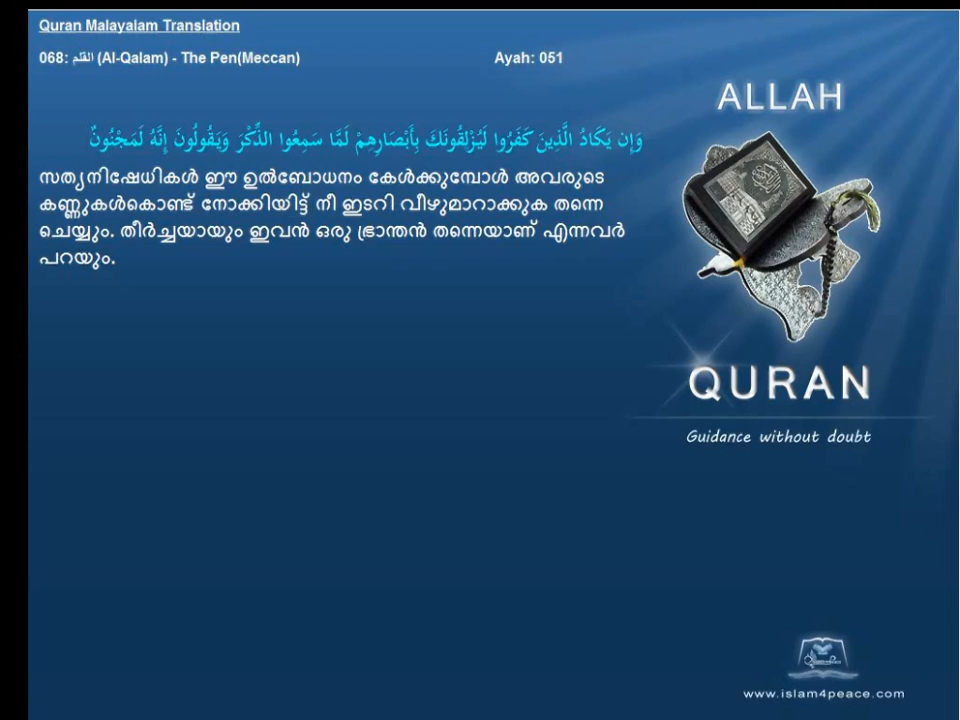 Quran Malayalam Translation
068: القلم (Al-Qalam) - The Pen(Meccan) Ayah: 051
وَإِن يَكَادُ الَّذِينَ كَفَرُوا لَيُزْلِقُونَكَ بِأَبْصَارِهِمْ لَمَّا سَمِعُوا الذِّكْرَ وَيَقُولُونَ إِنَّهُ لَمَجْنُونٌ
സത്യനിഷേധികള്‍ ഈ ഉല്‍ബോധനം കേള്‍ക്കുമ്പോള്‍ അവരുടെ
കണ്ണുകള്‍കൊണ്ട് നോക്കിയിട്ട് നീ ഇടറി വീഴുമാറാക്കുക തന്നെ
ചെയ്യും. തീര്‍ച്ചയായും ഇവന്‍ ഒരു ഭ്രാന്തന്‍ തന്നെയാണ് എന്നവര്‍
പറയും.
ALLAH
QURAN
Guidance without doubt
www.islam4peace.com